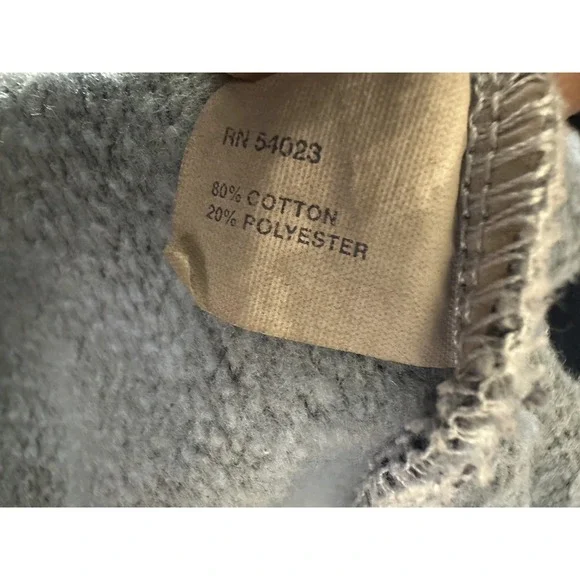 RN 54023
80% COTTON
20% POLYESTER